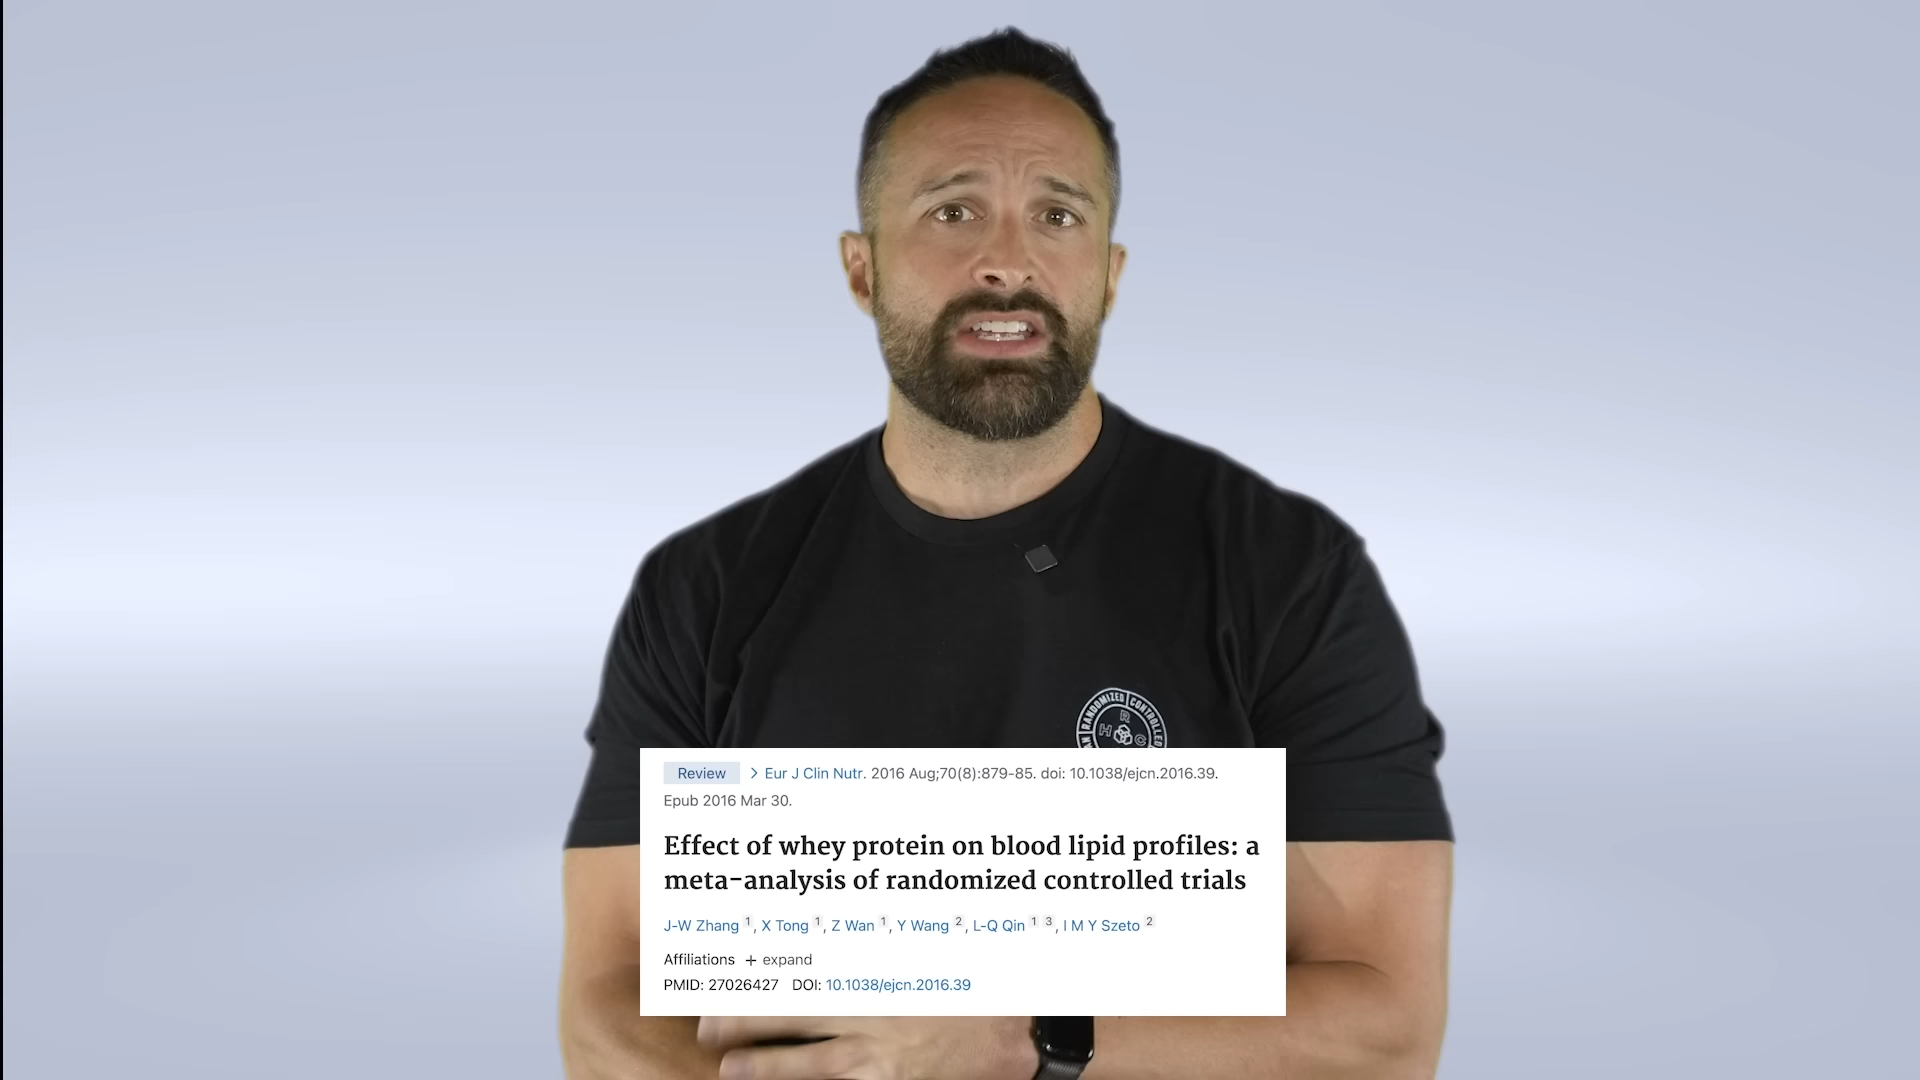 RANDOMIZED CONTROLLED
H R C
Review > Eur J Clin Nutr. 2016 Aug;70(8):879-85. doi: 10.1038/ejcn.2016.39.
Epub 2016 Mar 30.
Effect of whey protein on blood lipid profiles: a
meta-analysis of randomized controlled trials
J-W Zhang 1, X Tong 1, Z Wan 1, Y Wang 2, L-Q Qin 1 3, I M Y Szeto 2
Affiliations + expand
PMID: 27026427 DOI: 10.1038/ejcn.2016.39